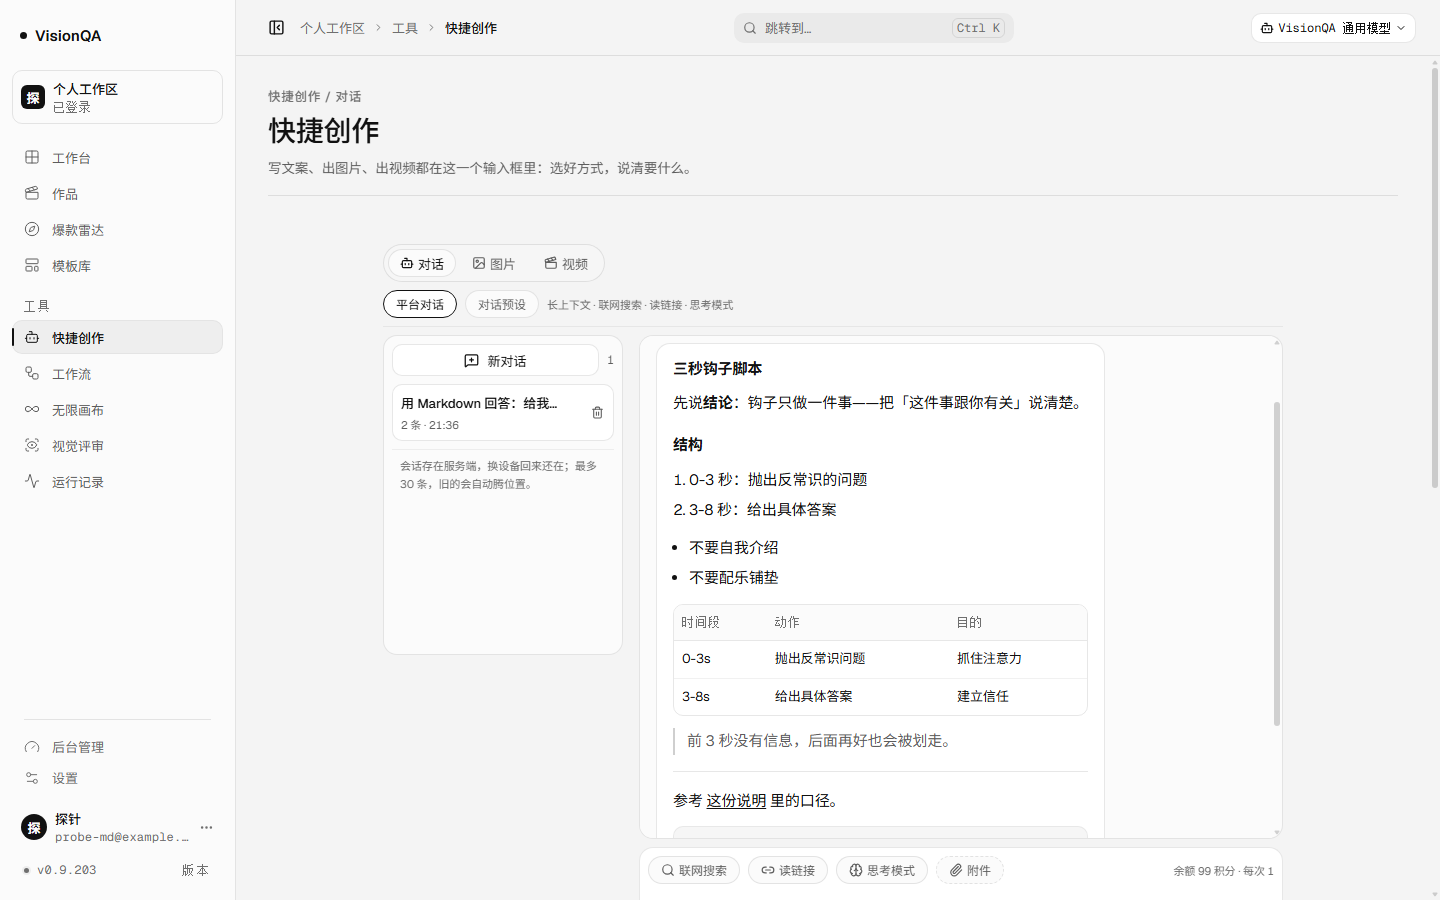 VisionQA
探
个人工作区
已登录
工作台
作品
爆款雷达
模板库
工具
快捷创作
工作流
无限画布
视觉评审
运行记录
后台管理
设置
探
探针
probe-md@example.…
v0.9.203
版本
个人工作区 > 工具 > 快捷创作
跳转到...
Ctrl K
VisionQA 通用模型
快捷创作 / 对话
快捷创作
写文案、出图片、出视频都在这一个输入框里：选好方式，说清要什么。
对话
图片
视频
平台对话
对话预设
长上下文 · 联网搜索 · 读链接 · 思考模式
新对话
1
用 Markdown 回答：给我...
2 条 · 21:36
会话存在服务端，换设备回来还在；最多
30 条，旧的会自动腾位置。
三秒钩子脚本
先说结论：钩子只做一件事——把「这件事跟你有关」说清楚。
结构
1. 0-3 秒：抛出反常识的问题
2. 3-8 秒：给出具体答案
• 不要自我介绍
• 不要配乐铺垫
时间段 动作 目的
0-3s 抛出反常识问题 抓住注意力
3-8s 给出具体答案 建立信任
前 3 秒没有信息，后面再好也会被划走。
参考 这份说明 里的口径。
联网搜索
读链接
思考模式
附件
余额 99 积分 · 每次 1